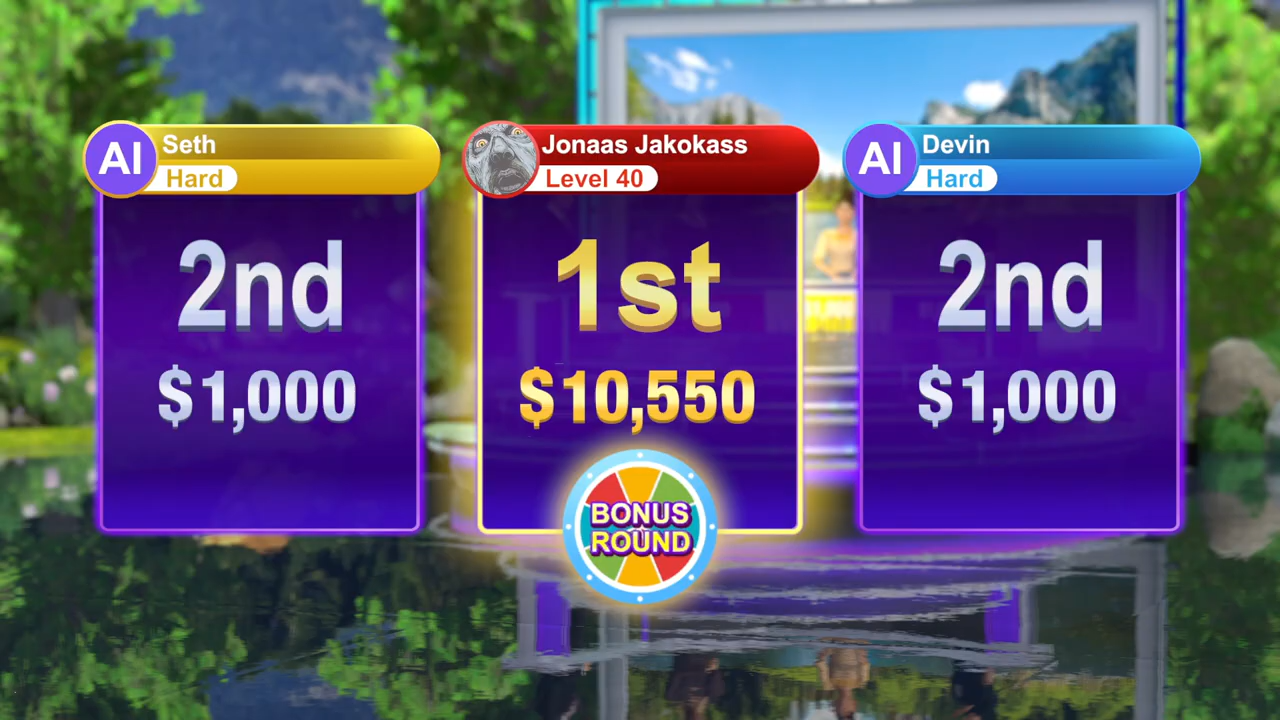 AI
Seth
Hard
2nd
$1,000
Jonaas Jakokass
Level 40
1st
$10,550
BONUS
ROUND
AI
Devin
Hard
2nd
$1,000